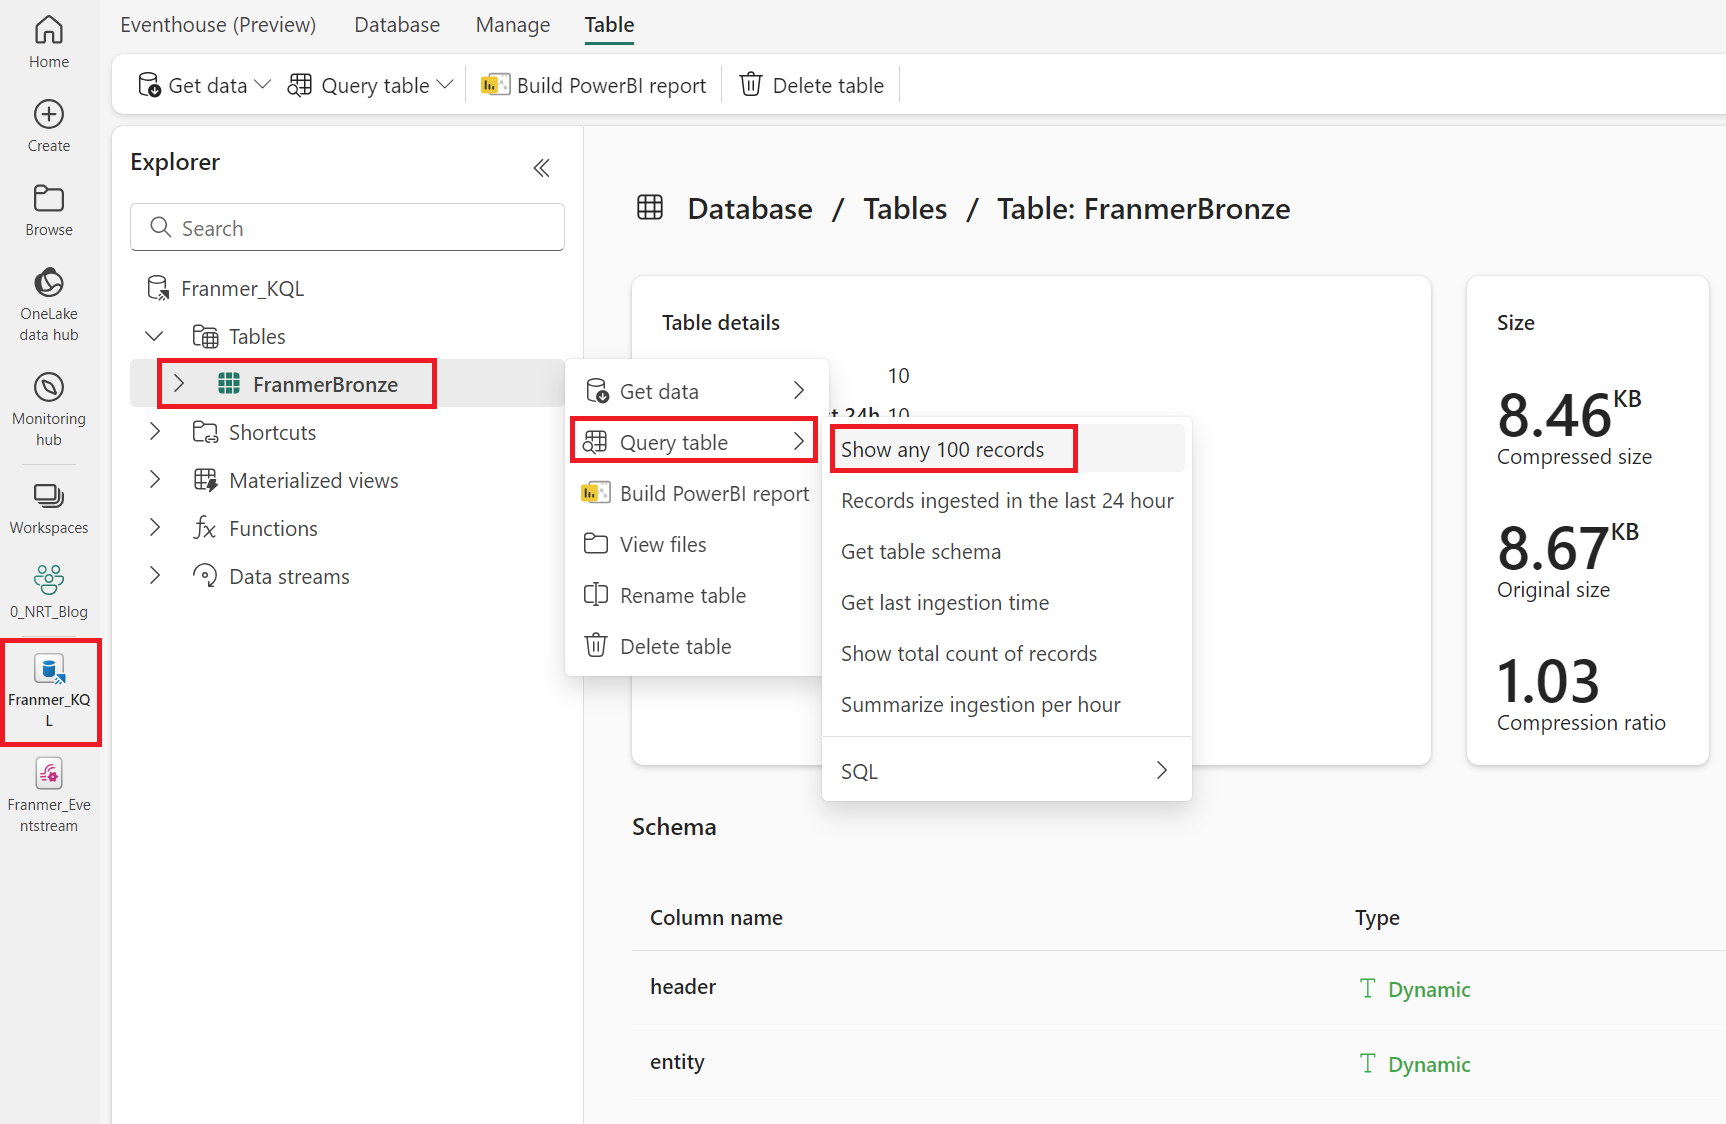 Home
Create
Browse
OneLake
data hub
Monitoring
hub
Workspaces
0_NRT_Blog
Franmer_KQ
L
Franmer_Eve
ntstream
Eventhouse (Preview) Database Manage Table
Get data Query table Build PowerBI report Delete table
Explorer
Search
Franmer_KQL
Tables
FranmerBronze
Shortcuts
Materialized views
Functions
Data streams
Get data
Query table
Build PowerBI report
View files
Rename table
Delete table
Show any 100 records
Records ingested in the last 24 hour
Get table schema
Get last ingestion time
Show total count of records
Summarize ingestion per hour
SQL
Database / Tables / Table: FranmerBronze
Table details
10
24h 10
Size
8.46 KB
Compressed size
8.67 KB
Original size
1.03
Compression ratio
Schema
Column name Type
header Dynamic
entity Dynamic